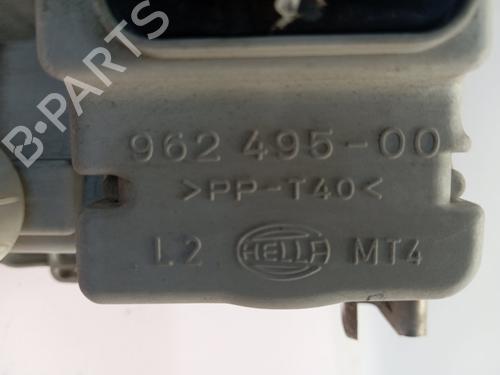 B-PARTS
962 495-00
>PP-T40<
L2 HELLA MT4